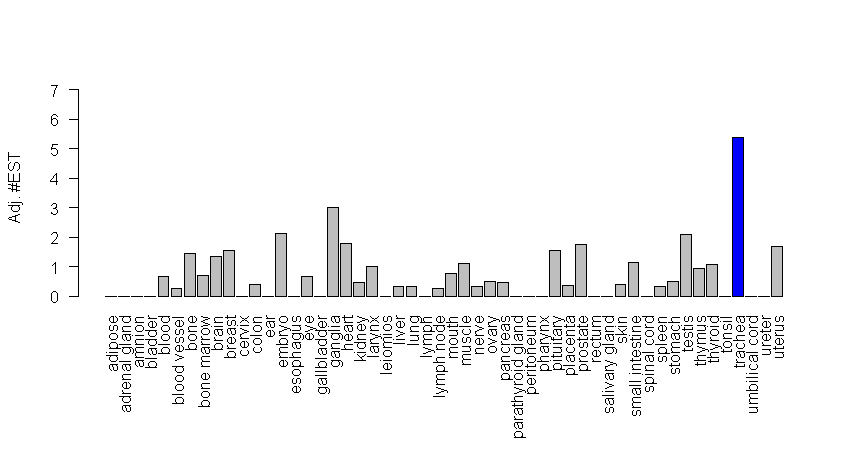 Adj. #EST
7
6
5
4
3
2
1
0
adipose
adrenal gland
amnion
bladder
blood
blood vessel
bone
bone marrow
brain
breast
cervix
colon
ear
embryo
esophagus
eye
gallbladder
ganglia
heart
kidney
larynx
leiomios
liver
lung
lymph
lymph node
mouth
muscle
nerve
ovary
pancreas
parathyroid gland
peritoneum
pharynx
pituitary
placenta
prostate
rectum
salivary gland
skin
small intestine
spinal cord
spleen
stomach
testis
thymus
thyroid
tonsil
trachea
umbilical cord
ureter
uterus